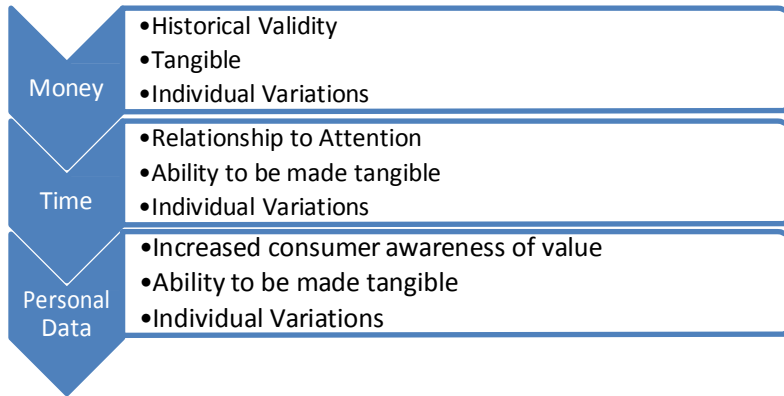 Money
•Historical Validity
•Tangible
•Individual Variations
Time
•Relationship to Attention
•Ability to be made tangible
•Individual Variations
Personal
Data
•Increased consumer awareness of value
•Ability to be made tangible
•Individual Variations